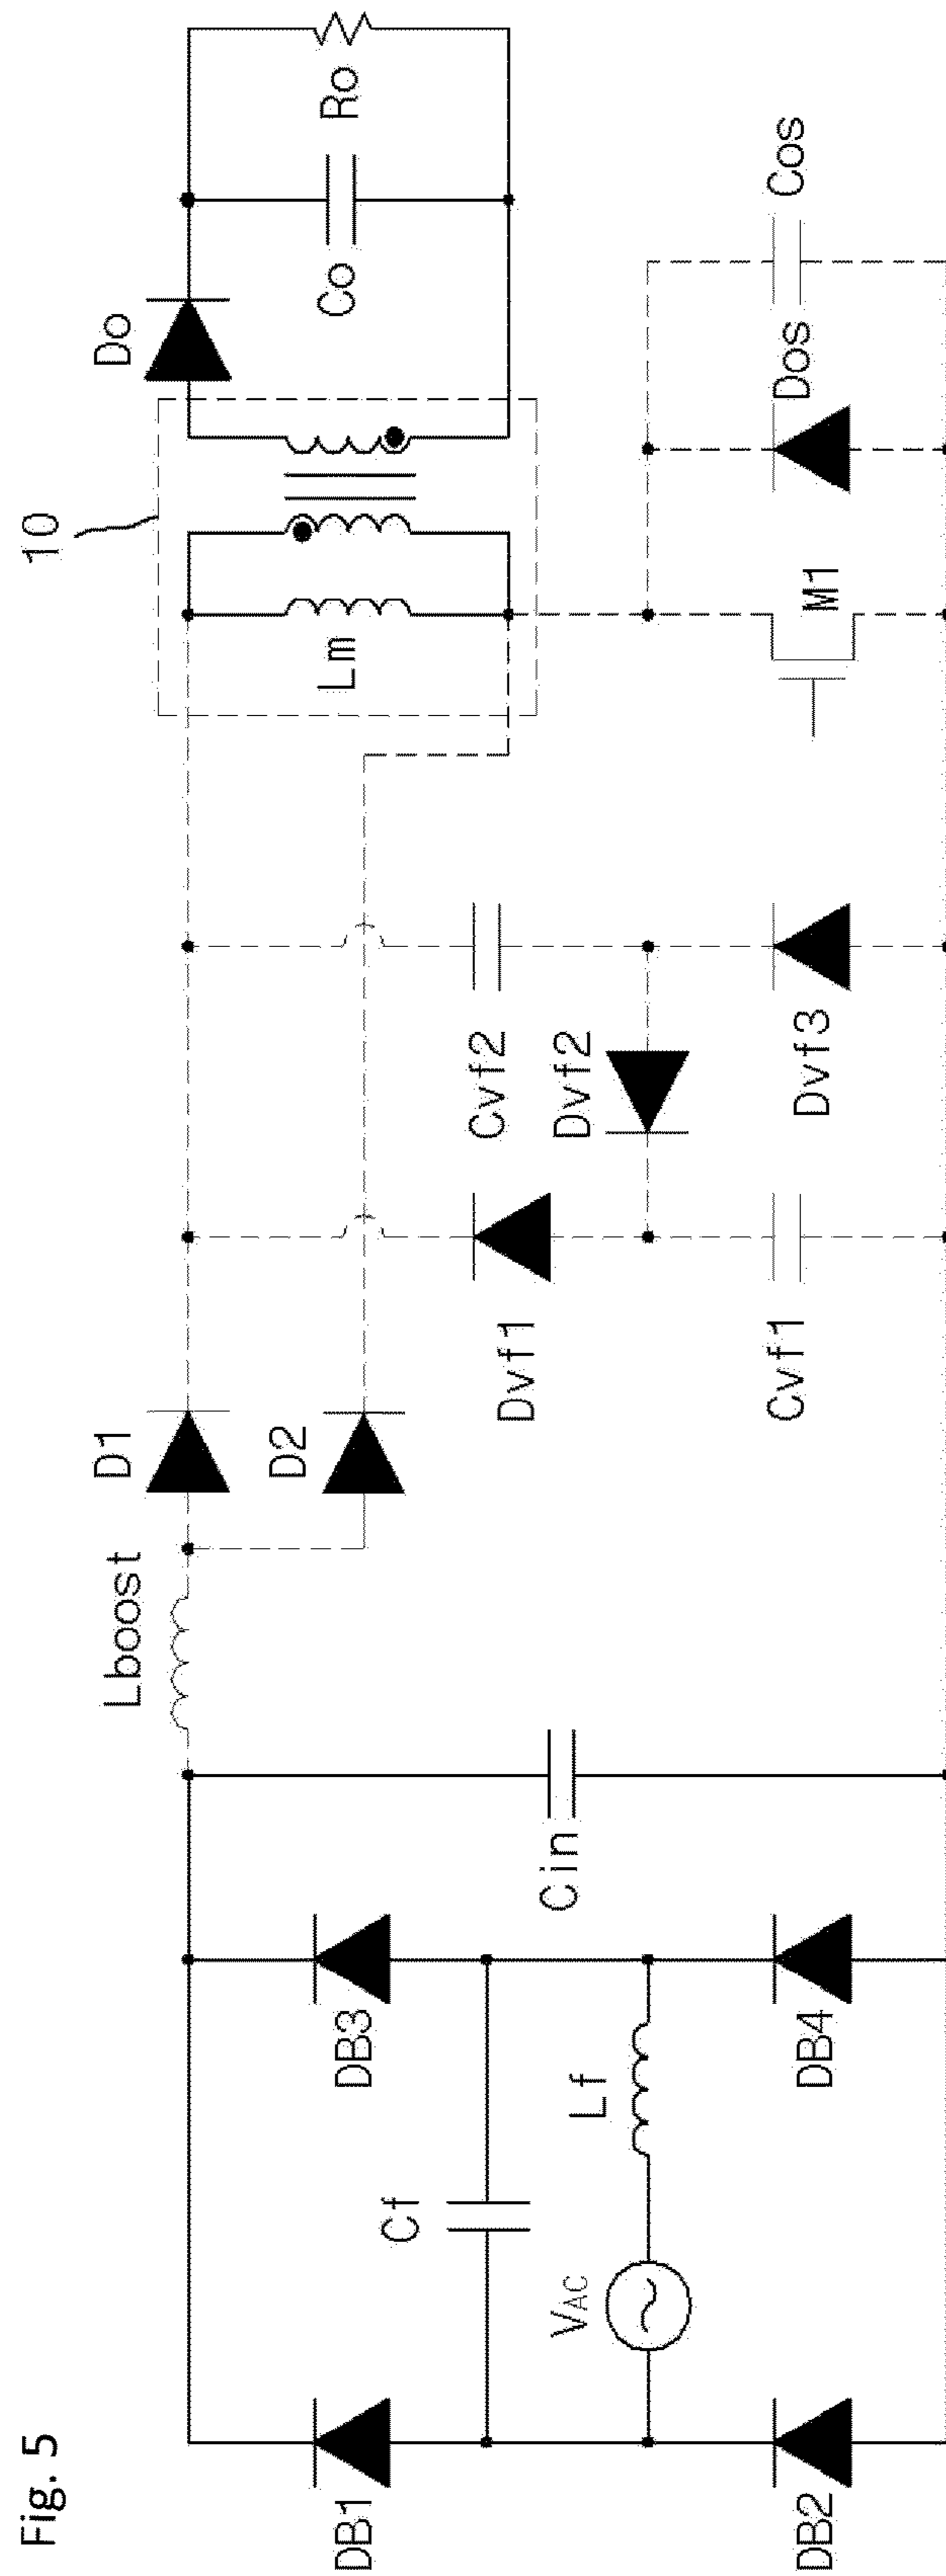 Ro
Co
Do
Cos
Dos
10
M1
Lm
Cvf2
Dvf2
Dvf3
Dvf1
Cvf1
D1
D2
Lboost
Cin
DB3
DB4
Lf
Cf
VAC
DB1
DB2
Fig. 5